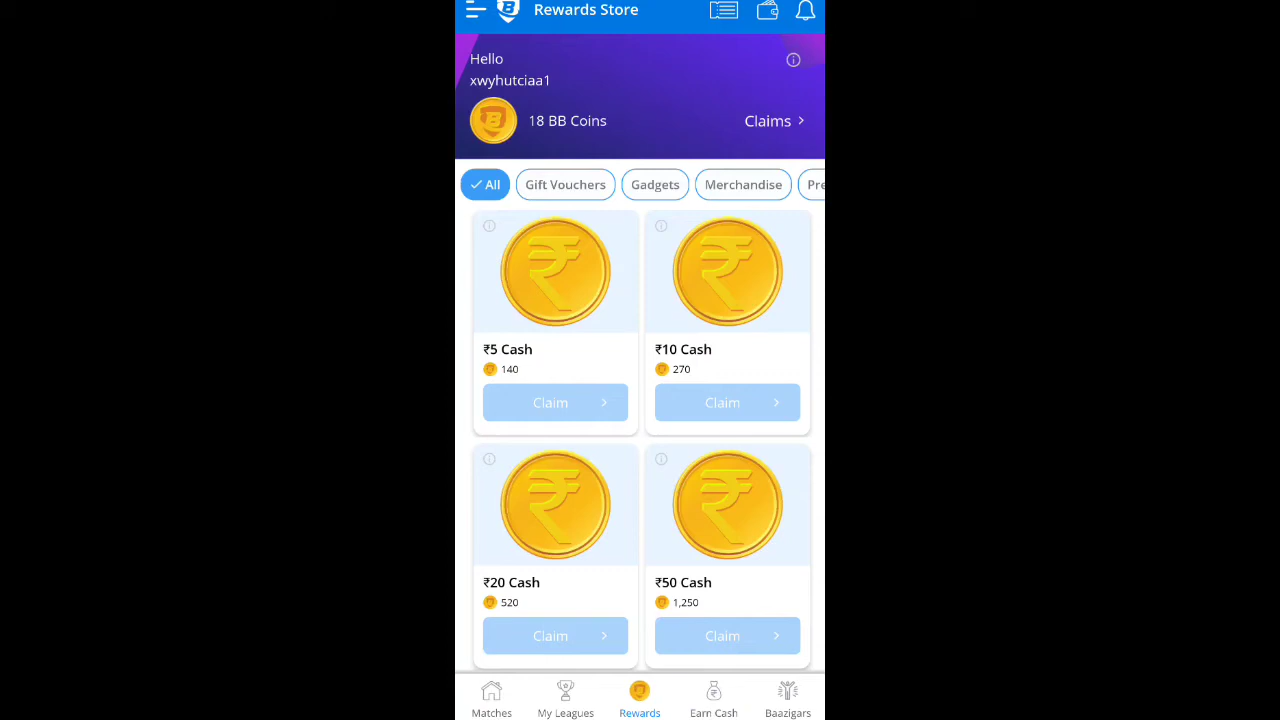 Rewards Store
Hello
xwyhutciaa1
18 BB Coins
Claims
All
Gift Vouchers
Gadgets
Merchandise
Pre
₹5 Cash
140
Claim
₹10 Cash
270
Claim
₹20 Cash
520
Claim
₹50 Cash
1,250
Claim
Matches
My Leagues
Rewards
Earn Cash
Baazigars